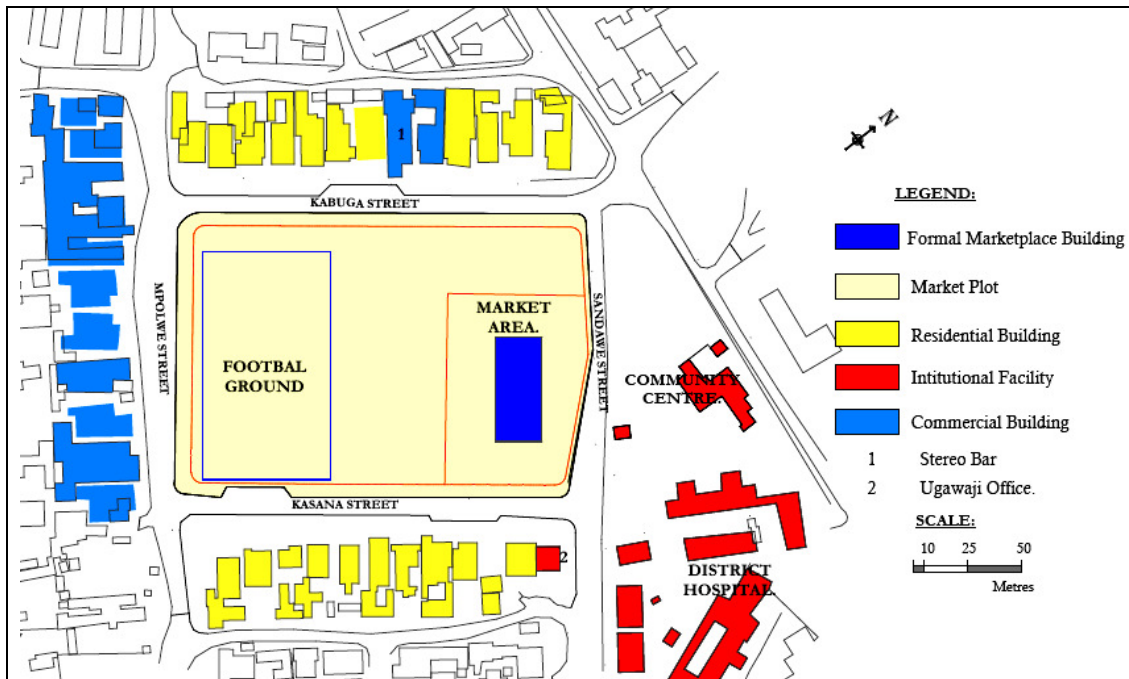 N
LEGEND:
Formal Marketplace Building
Market Plot
Residential Building
Intitutional Facility
Commercial Building
1 Stereo Bar
2 Ugawaji Office.
SCALE:
10 25 50
Metres
1
KABUGA STREET
MPOLWE STREET
SANDAWE STREET
MARKET
AREA.
FOOTBAL
GROUND
COMMUNITY
CENTRE.
KASANA STREET
2
DISTRICT
HOSPITAL.